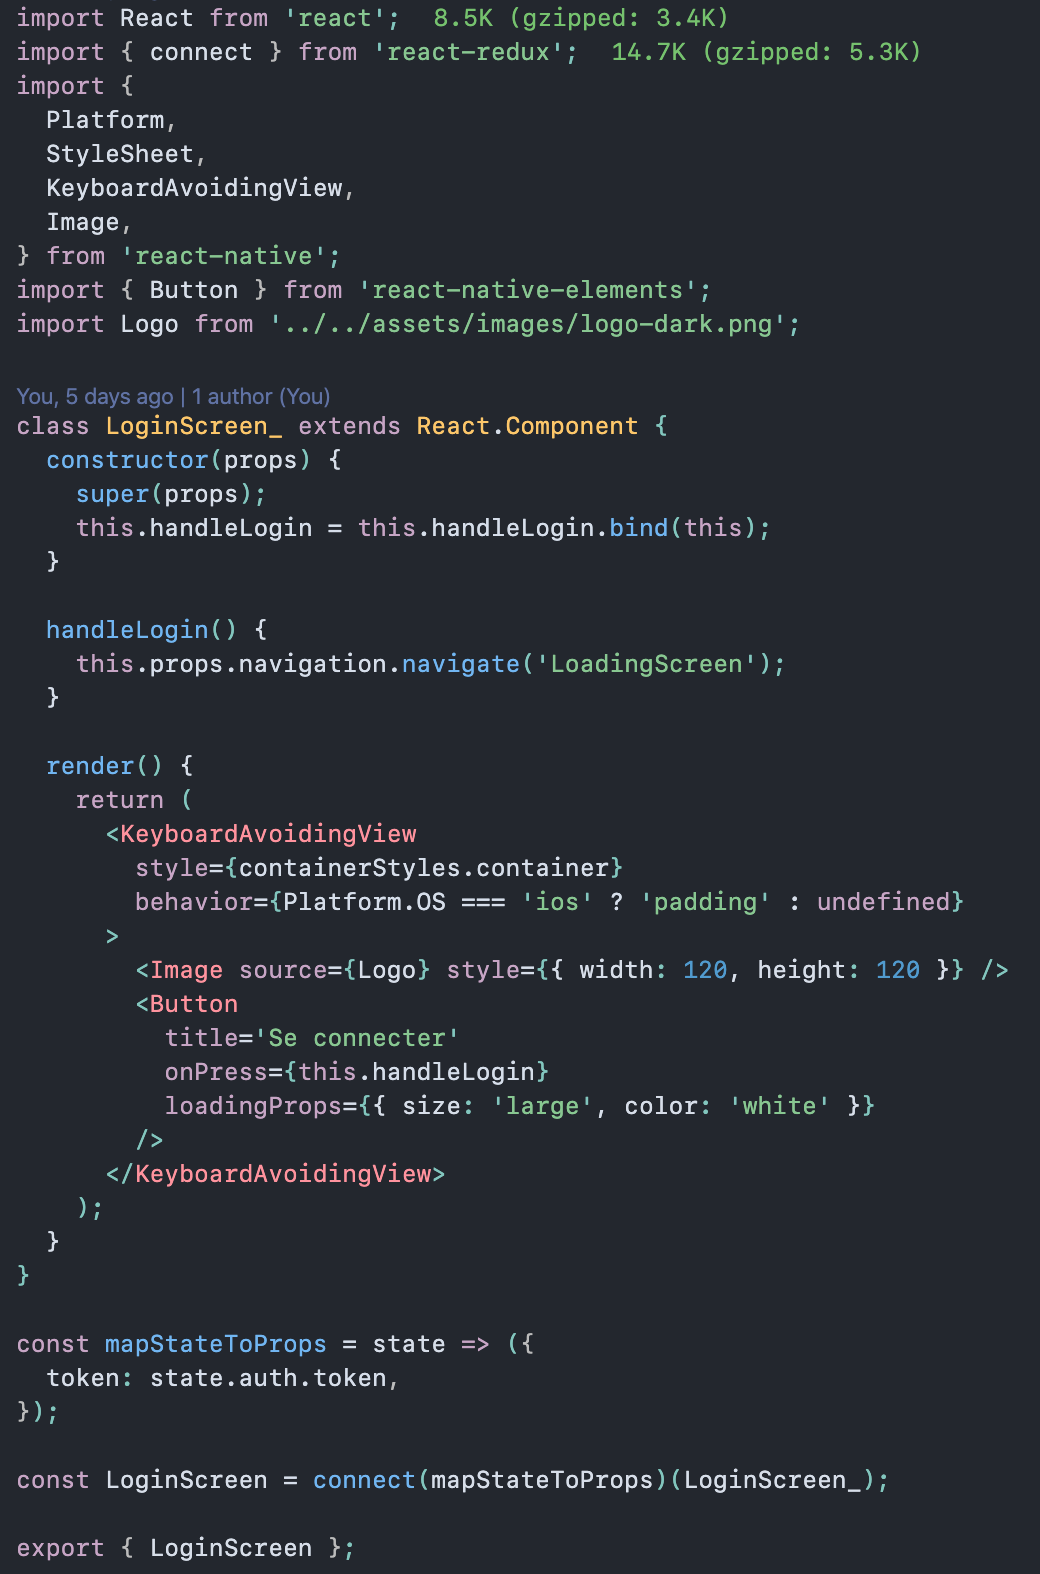 import React from 'react';  8.5K (gzipped: 3.4K)
import { connect } from 'react-redux';  14.7K (gzipped: 5.3K)
import {
  Platform,
  StyleSheet,
  KeyboardAvoidingView,
  Image,
} from 'react-native';
import { Button } from 'react-native-elements';
import Logo from '../../assets/images/logo-dark.png';

You, 5 days ago | 1 author (You)
class LoginScreen_ extends React.Component {
  constructor(props) {
    super(props);
    this.handleLogin = this.handleLogin.bind(this);
  }

  handleLogin() {
    this.props.navigation.navigate('LoadingScreen');
  }

  render() {
    return (
      <KeyboardAvoidingView
        style={containerStyles.container}
        behavior={Platform.OS === 'ios' ? 'padding' : undefined}
      >
        <Image source={Logo} style={{ width: 120, height: 120 }} />
        <Button
          title='Se connecter'
          onPress={this.handleLogin}
          loadingProps={{ size: 'large', color: 'white' }}
        />
      </KeyboardAvoidingView>
    );
  }
}

const mapStateToProps = state => ({
  token: state.auth.token,
});

const LoginScreen = connect(mapStateToProps)(LoginScreen_);

export { LoginScreen };